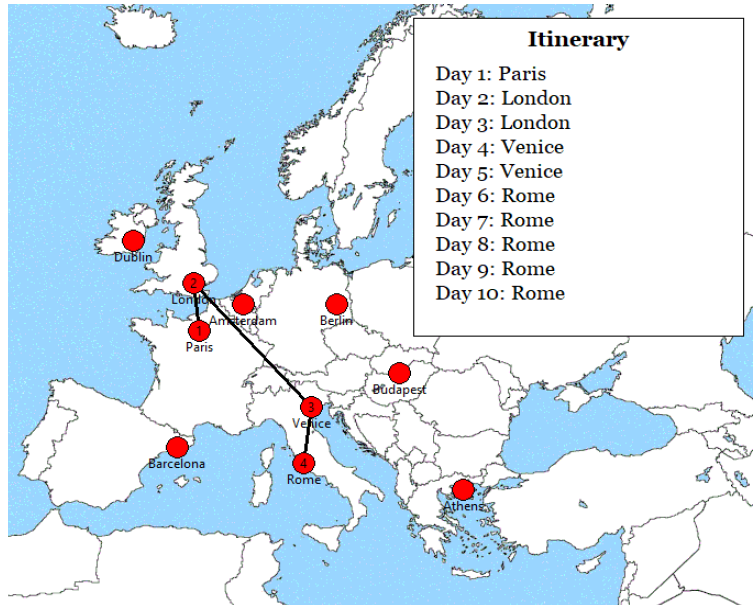 Itinerary
Day 1: Paris
Day 2: London
Day 3: London
Day 4: Venice
Day 5: Venice
Day 6: Rome
Day 7: Rome
Day 8: Rome
Day 9: Rome
Day 10: Rome
Dublin
2
London
Amsterdam
Berlin
1
Paris
Budapest
3
Venice
Barcelona
4
Rome
Athens